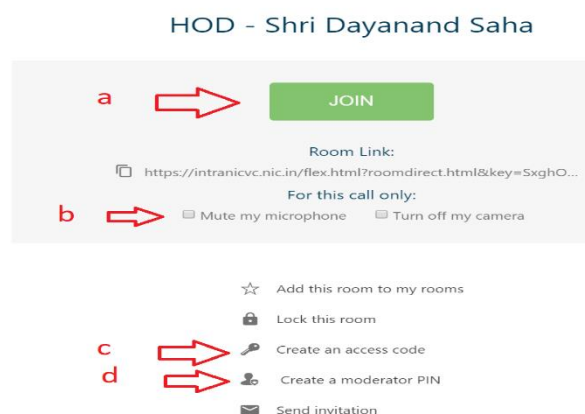 HOD - Shri Dayanand Saha
a JOIN
Room Link:
https://intranicvc.nic.in/flex.html?roomdirect.html&key=SxghO...
For this call only:
b Mute my microphone Turn off my camera
Add this room to my rooms
Lock this room
c Create an access code
d Create a moderator PIN
Send invitation